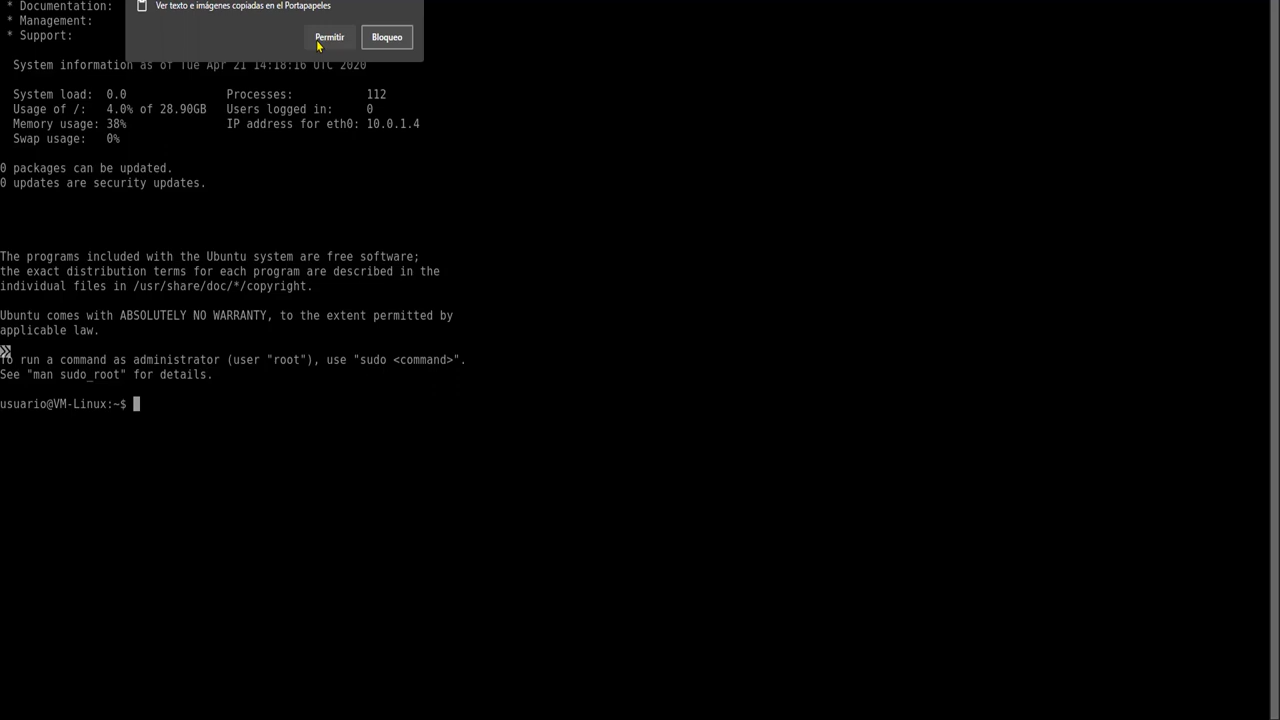 * Documentation:
Ver texto e imágenes copiadas en el Portapapeles
* Management:
* Support:
Permitir
Bloqueo
System information as of Tue Apr 21 14:18:16 UTC 2020
System load: 0.0 Processes: 112
Usage of /: 4.0% of 28.90GB Users logged in: 0
Memory usage: 38% IP address for eth0: 10.0.1.4
Swap usage: 0%
0 packages can be updated.
0 updates are security updates.
The programs included with the Ubuntu system are free software;
the exact distribution terms for each program are described in the
individual files in /usr/share/doc/*/copyright.
Ubuntu comes with ABSOLUTELY NO WARRANTY, to the extent permitted by
applicable law.
To run a command as administrator (user "root"), use "sudo <command>".
See "man sudo_root" for details.
usuario@VM-Linux:~$